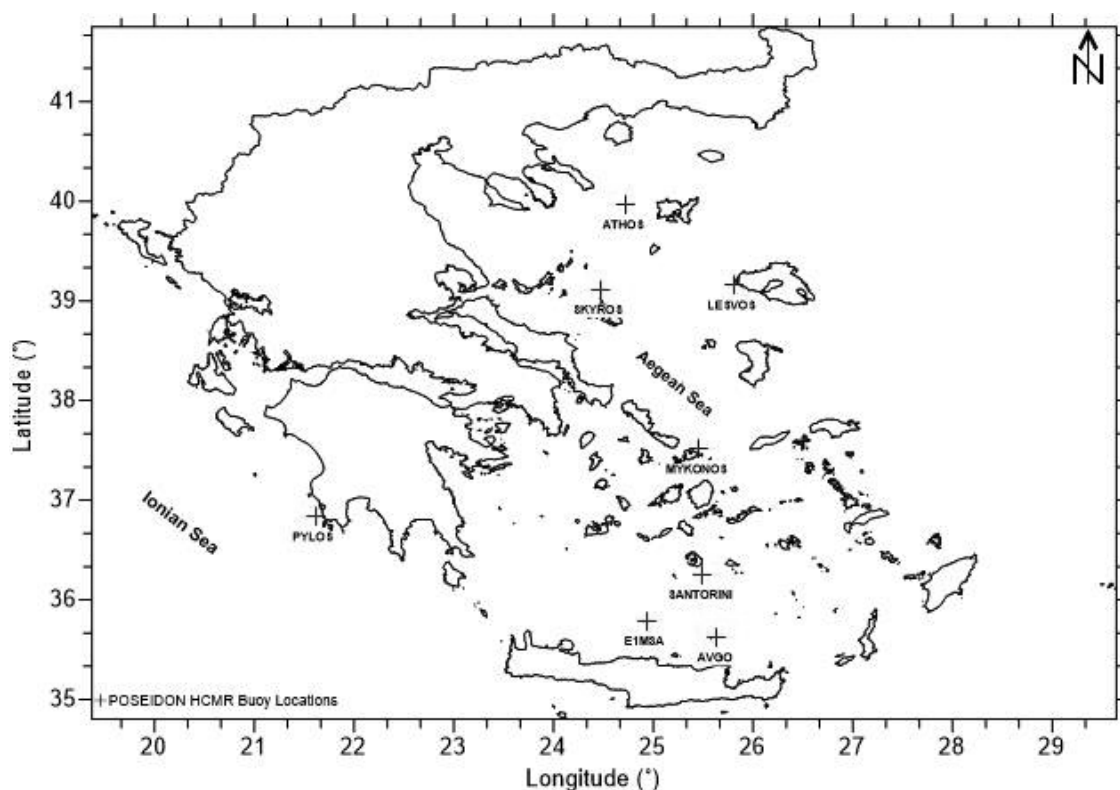 N
41
40
39
38
37
36
35
Latitude (°)
ATHOS
SKYROS
LESVOS
Aegean Sea
MYKONOS
Ionian Sea
PYLOS
SANTORINI
E1M3A
AVGO
+POSEIDON HCMR Buoy Locations
20 21 22 23 24 25 26 27 28 29
Longitude (°)